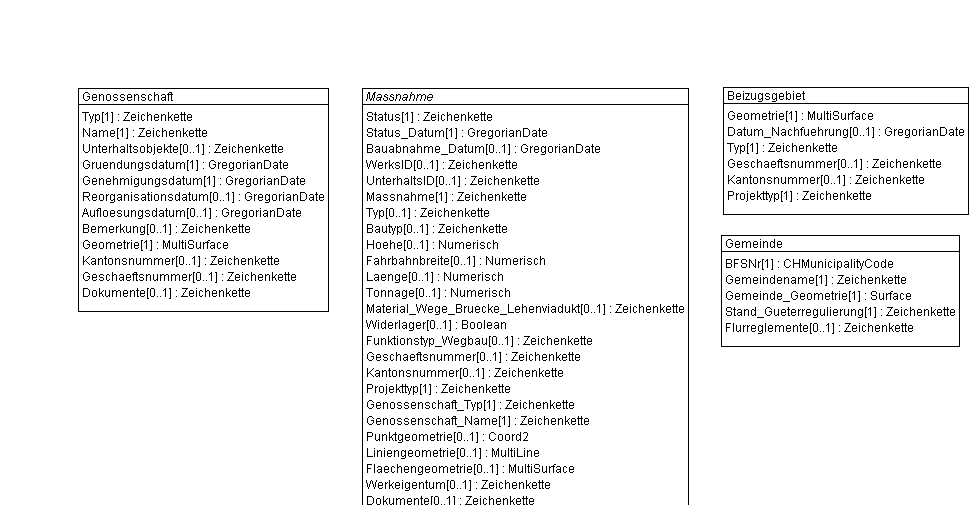 Genossenschaft
Typ[1] : Zeichenkette
Name[1] : Zeichenkette
Unterhaltsobjekte[0..1] : Zeichenkette
Gruendungsdatum[1] : GregorianDate
Genehmigungsdatum[1] : GregorianDate
Reorganisationsdatum[0..1] : GregorianDate
Aufloesungsdatum[0..1] : GregorianDate
Bemerkung[0..1] : Zeichenkette
Geometrie[1] : MultiSurface
Kantonsnummer[0..1] : Zeichenkette
Geschaeftsnummer[0..1] : Zeichenkette
Dokumente[0..1] : Zeichenkette
Massnahme
Status[1] : Zeichenkette
Status_Datum[1] : GregorianDate
Bauabnahme_Datum[0..1] : GregorianDate
WerksID[0..1] : Zeichenkette
UnterhaltsID[0..1] : Zeichenkette
Massnahme[1] : Zeichenkette
Typ[0..1] : Zeichenkette
Bautyp[0..1] : Zeichenkette
Hoehe[0..1] : Numerisch
Fahrbahnbreite[0..1] : Numerisch
Laenge[0..1] : Numerisch
Tonnage[0..1] : Numerisch
Material_Wege_Bruecke_Lehenviadukt[0..1] : Zeichenkette
Widerlager[0..1] : Boolean
Funktionstyp_Wegbau[0..1] : Zeichenkette
Geschaeftsnummer[0..1] : Zeichenkette
Kantonsnummer[0..1] : Zeichenkette
Projekttyp[1] : Zeichenkette
Genossenschaft_Typ[1] : Zeichenkette
Genossenschaft_Name[1] : Zeichenkette
Punktgeometrie[0..1] : Coord2
Liniengeometrie[0..1] : MultiLine
Flaechengeometrie[0..1] : MultiSurface
Werkeigentum[0..1] : Zeichenkette
Dokumente[0..1] : Zeichenkette
Beizugsgebiet
Geometrie[1] : MultiSurface
Datum_Nachfuehrung[0..1] : GregorianDate
Typ[1] : Zeichenkette
Geschaeftsnummer[0..1] : Zeichenkette
Kantonsnummer[0..1] : Zeichenkette
Projekttyp[1] : Zeichenkette
Gemeinde
BFSNr[1] : CHMunicipalityCode
Gemeindename[1] : Zeichenkette
Gemeinde_Geometrie[1] : Surface
Stand_Gueterregulierung[1] : Zeichenkette
Flurreglemente[0..1] : Zeichenkette